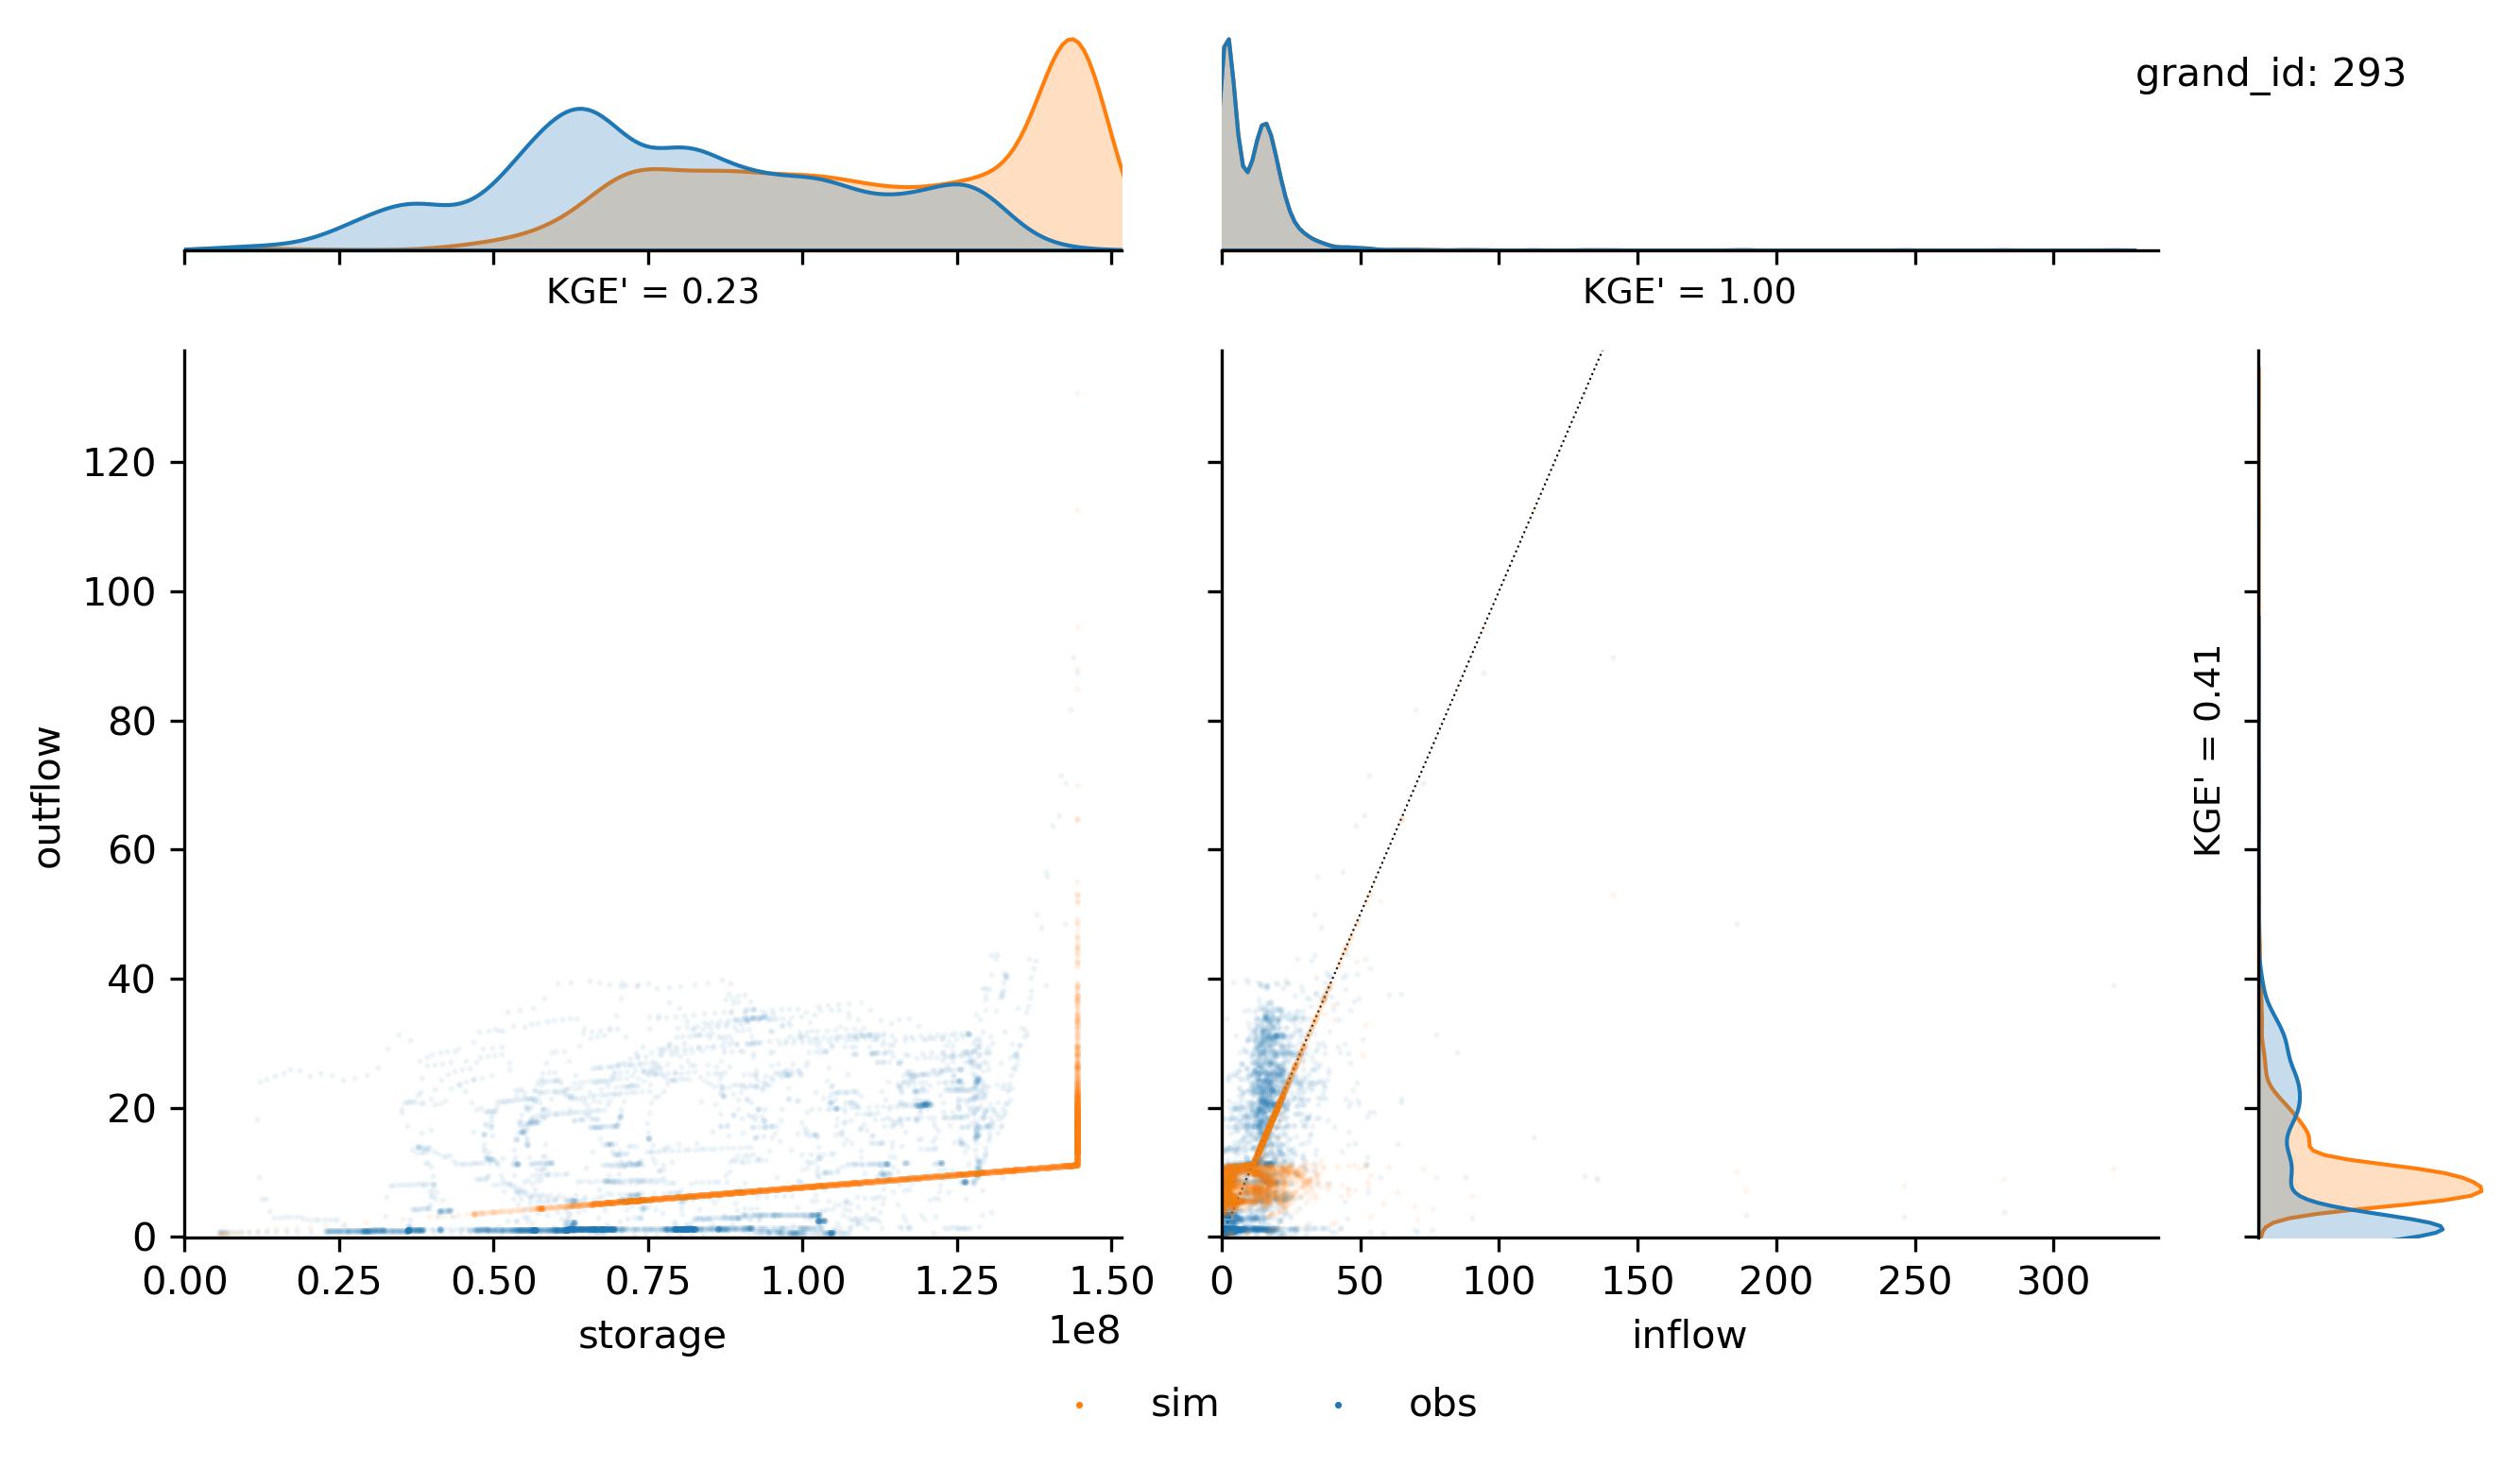 grand_id: 293
KGE' = 0.23
KGE' = 1.00
outflow
120
100
80
60
40
20
0
0.00 0.25 0.50 0.75 1.00 1.25 1.50
storage
1e8
0 50 100 150 200 250 300
inflow
KGE' = 0.41
sim obs